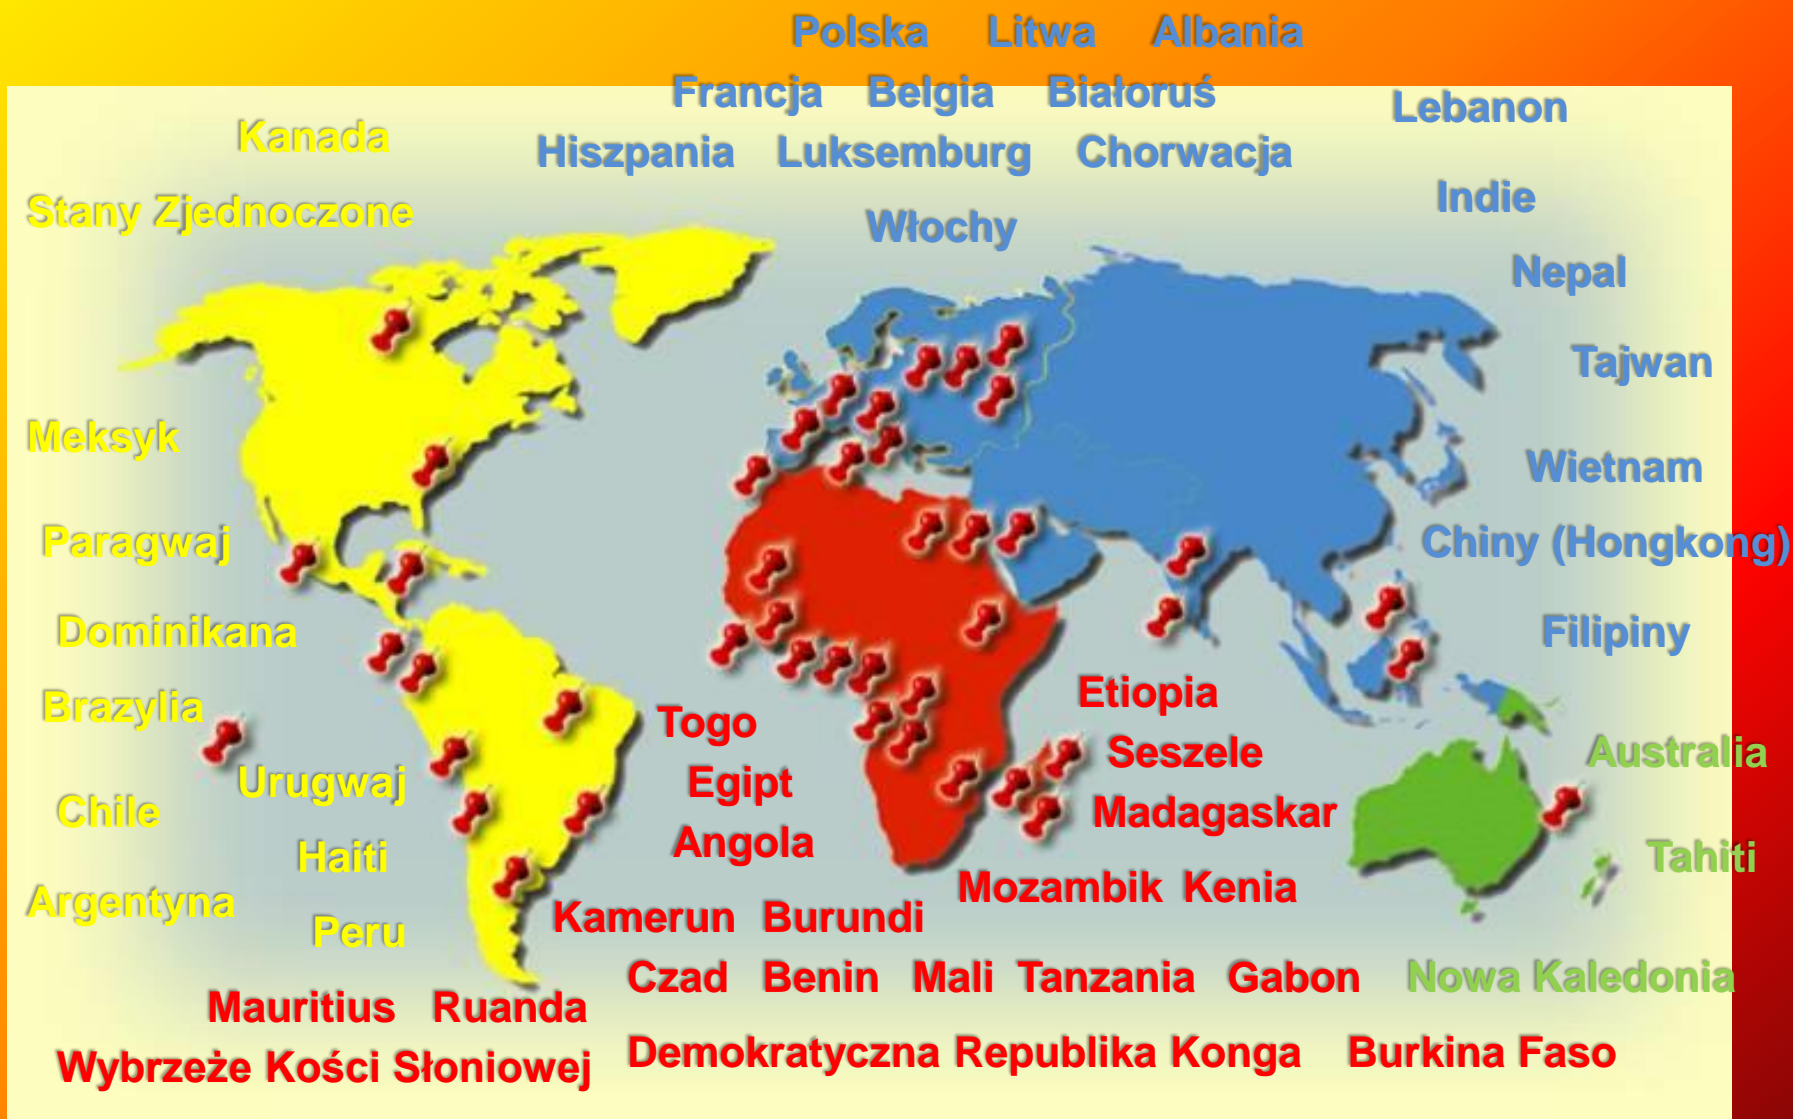 Polska Litwa Albania
Francja Belgia Białoruś
Lebanon
Kanada
Hiszpania Luksemburg Chorwacja
Indie
Stany Zjednoczone
Włochy
Nepal
Tajwan
Meksyk
Wietnam
Paragwaj
Chiny (Hongkong)
Dominikana
Filipiny
Etiopia
Brazylia
Togo
Seszele
Australia
Urugwaj
Egipt
Chile
Madagaskar
Angola
Haiti
Tahiti
Mozambik Kenia
Argentyna
Kamerun Burundi
Peru
Czad Benin Mali Tanzania Gabon
Nowa Kaledonia
Mauritius Ruanda
Demokratyczna Republika Konga Burkina Faso
Wybrzeże Kości Słoniowej